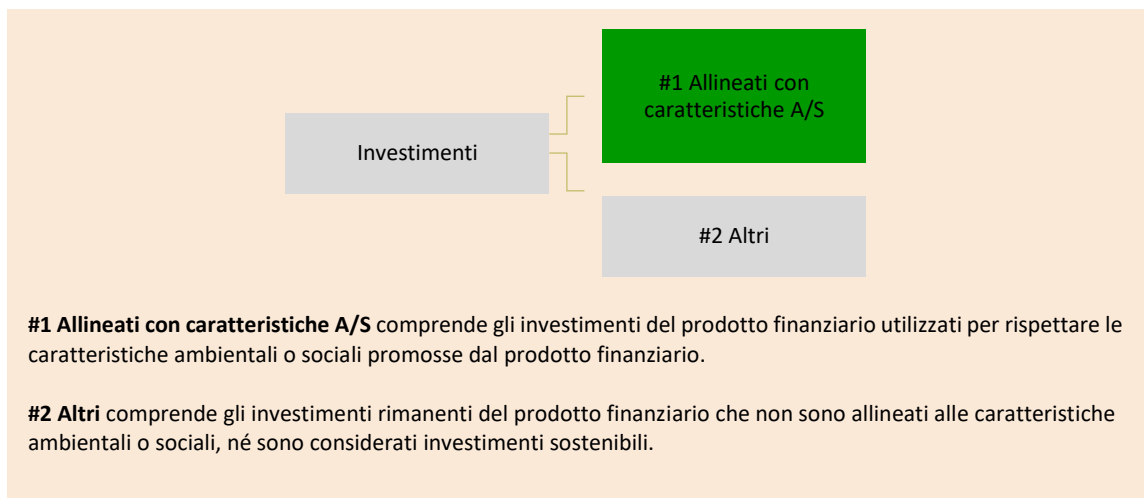 #1 Allineati con
caratteristiche A/S
Investimenti
#2 Altri
#1 Allineati con caratteristiche A/S comprende gli investimenti del prodotto finanziario utilizzati per rispettare le
caratteristiche ambientali o sociali promosse dal prodotto finanziario.
#2 Altri comprende gli investimenti rimanenti del prodotto finanziario che non sono allineati alle caratteristiche
ambientali o sociali, né sono considerati investimenti sostenibili.